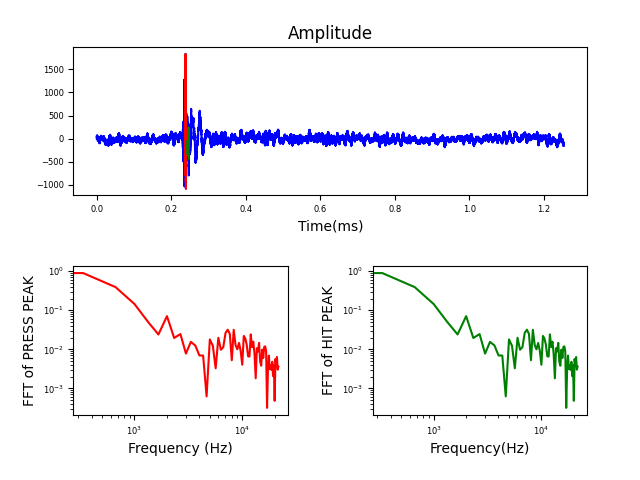 Amplitude
1500
1000
500
0
−500
−1000
0.0 0.2 0.4 0.6 0.8 1.0 1.2
Time(ms)
FFT of PRESS PEAK
10⁰
10⁻¹
10⁻²
10⁻³
10³ 10⁴
Frequency (Hz)
FFT of HIT PEAK
10⁰
10⁻¹
10⁻²
10⁻³
10³ 10⁴
Frequency(Hz)